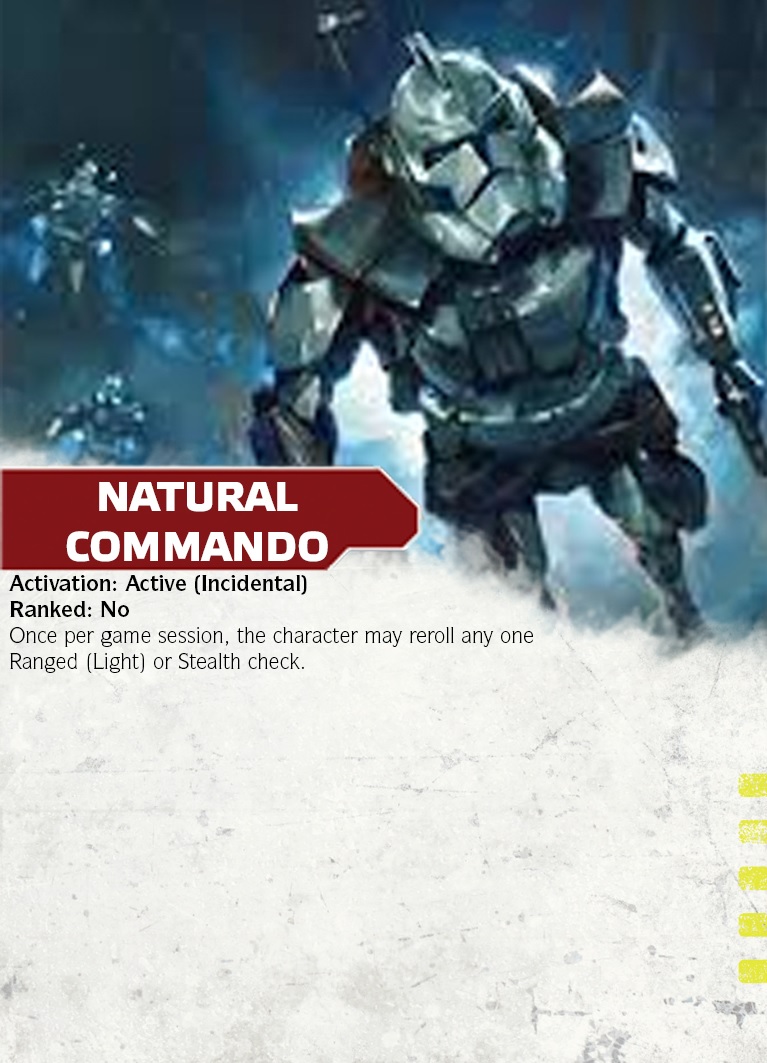 NATURAL
COMMANDO
Activation: Active (Incidental)
Ranked: No
Once per game session, the character may reroll any one
Ranged (Light) or Stealth check.